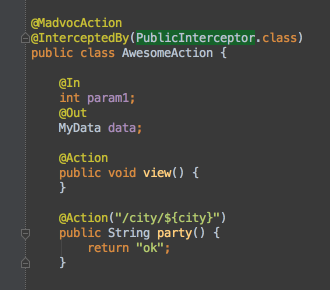 @MadvocAction
@InterceptedBy(PublicInterceptor.class)
public class AwesomeAction {
@In
int param1;
@Out
MyData data;
@Action
public void view() {
}
@Action("/city/${city}")
public String party() {
return "ok";
}